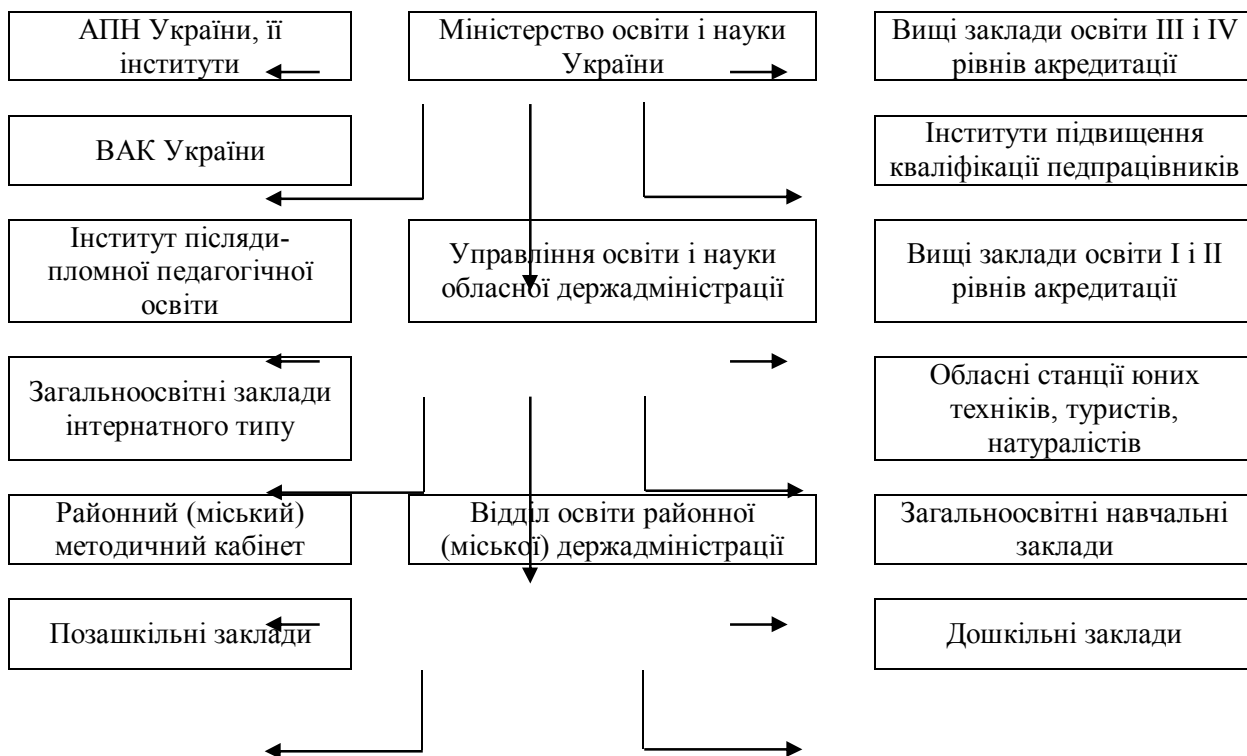 АПН України, її
інститути
Міністерство освіти і науки
України
Вищі заклади освіти III і IV
рівнів акредитації
ВАК України
Інститути підвищення
кваліфікації педпрацівників
Інститут післяди-
пломної педагогічної
освіти
Управління освіти і науки
обласної держадміністрації
Вищі заклади освіти I і II
рівнів акредитації
Загальноосвітні заклади
інтернатного типу
Обласні станції юних
техніків, туристів,
натуралістів
Районний (міський)
методичний кабінет
Відділ освіти районної
(міської) держадміністрації
Загальноосвітні навчальні
заклади
Позашкільні заклади
Дошкільні заклади